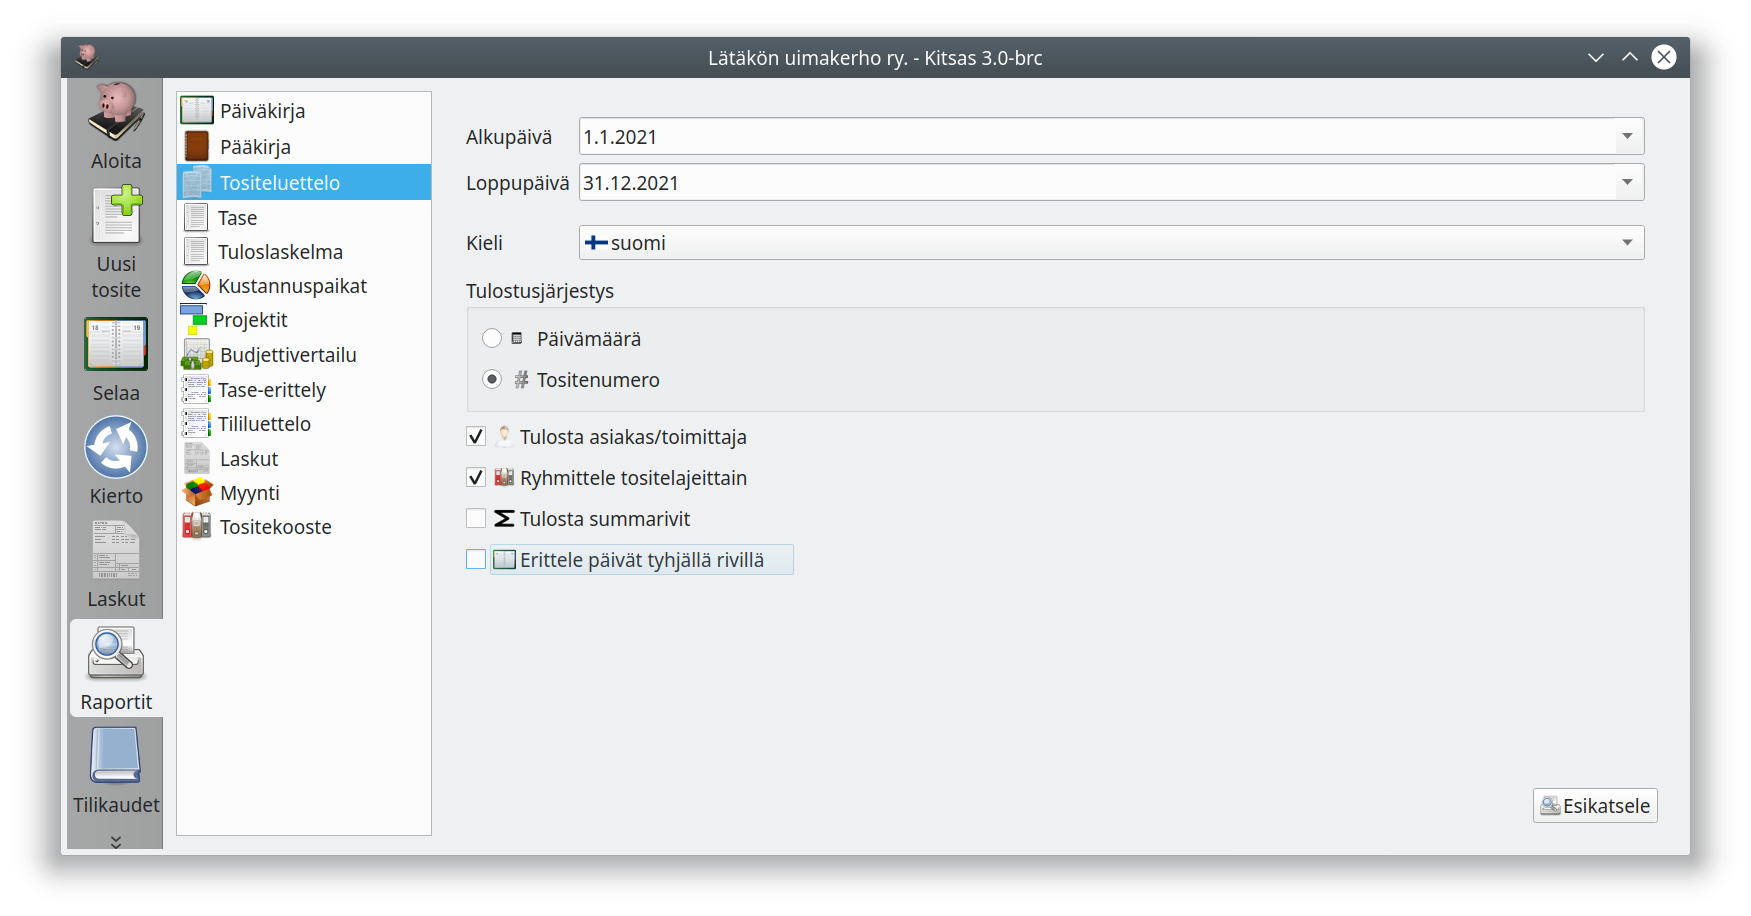 Lätäkön uimakerho ry. - Kitsas 3.0-brc
Aloita
Uusi
tosite
18 19
Selaa
Kierto
Laskut
Raportit
Tilikaudet
Päiväkirja
Pääkirja
Tositeluettelo
Tase
Tuloslaskelma
Kustannuspaikat
Projektit
Budjettivertailu
Tase-erittely
Tililuettelo
Laskut
Myynti
Tositekooste
Alkupäivä 1.1.2021
Loppupäivä 31.12.2021
Kieli suomi
Tulostusjärjestys
Päivämäärä
# Tositenumero
Tulosta asiakas/toimittaja
Ryhmittele tositelajeittain
Σ Tulosta summarivit
Erittele päivät tyhjällä rivillä
Esikatsele